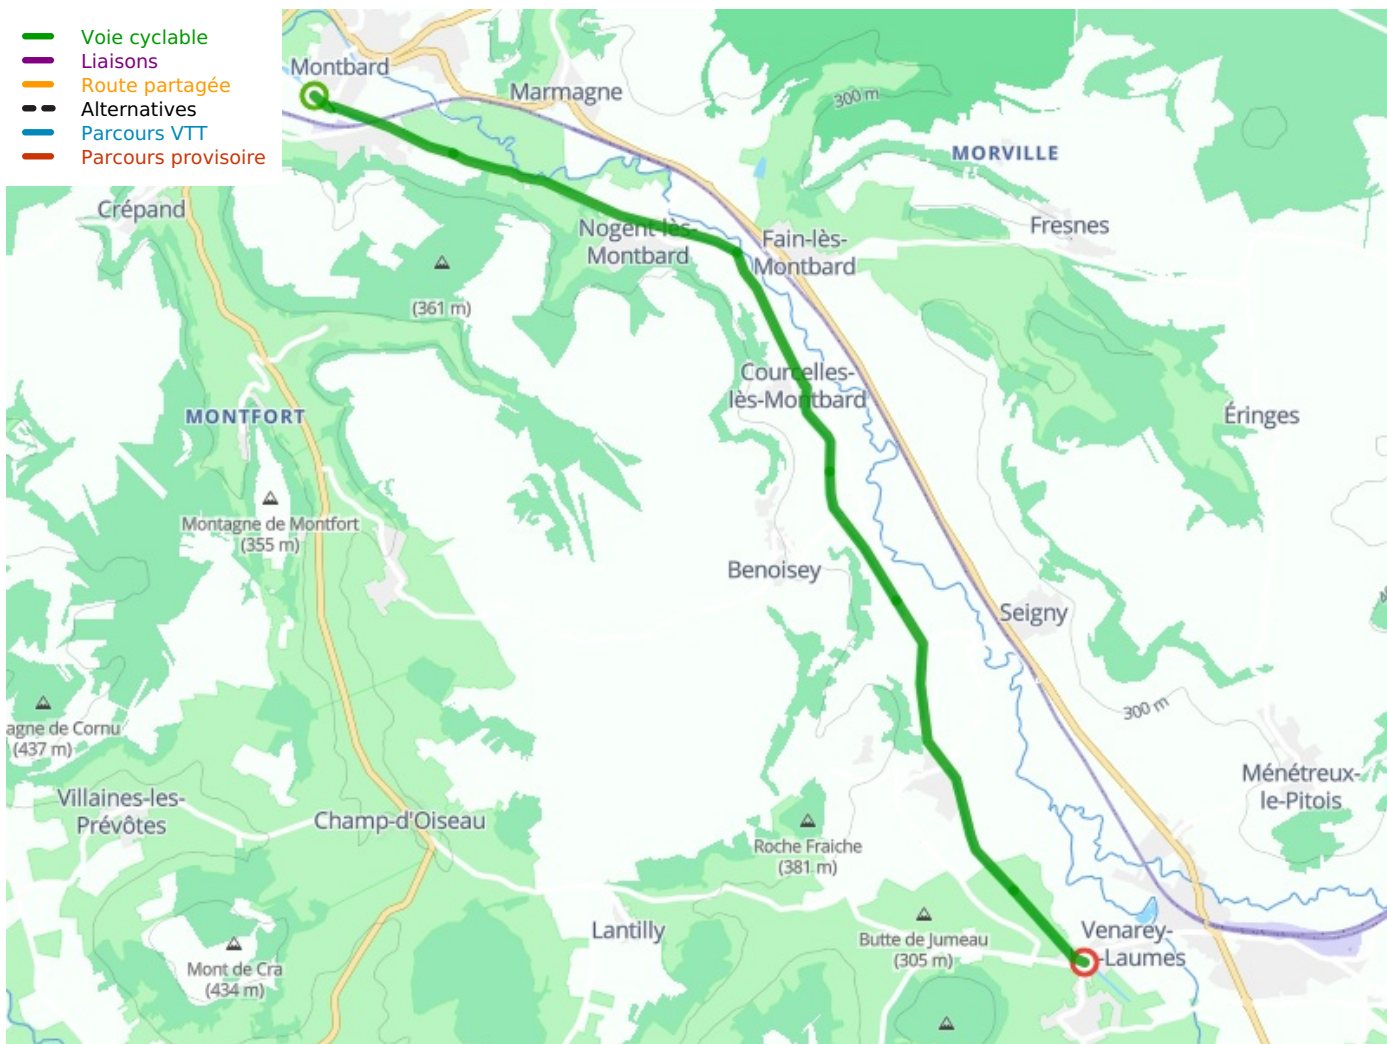 Voie cyclable
Liaisons
Route partagée
Alternatives
Parcours VTT
Parcours provisoire
Montbard
Marmagne
300 m
MORVILLE
Crépand
Fresnes
Nogent-lès-
Montbard
Fain-lès-
Montbard
(361 m)
Courcelles-
lès-Montbard
MONTFORT
Éringes
Montagne de Montfort
(355 m)
Benoisey
Seigny
300 m
agne de Cornu
(437 m)
Ménétreux-
le-Pitois
Villaines-les-
Prévôtes
Champ-d'Oiseau
Roche Fraiche
(381 m)
Lantilly
Butte de Jumeau
(305 m)
Venarey-
-Laumes
Mont de Cra
(434 m)